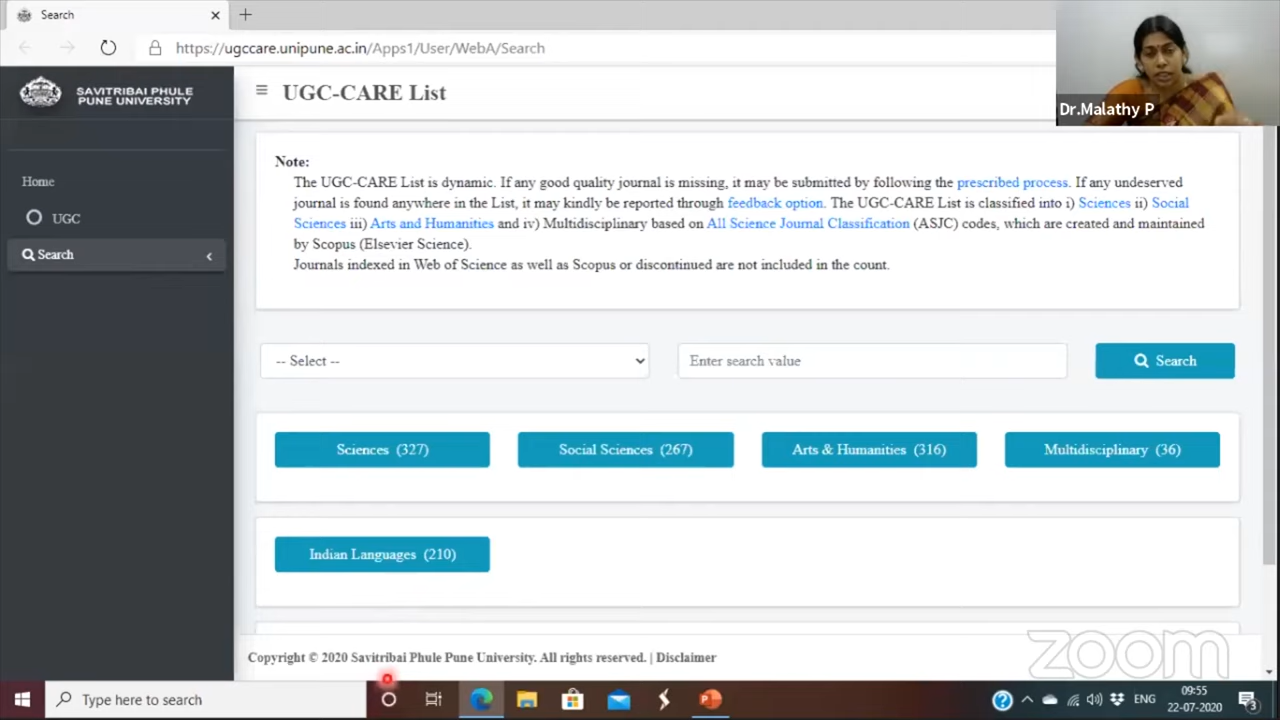 Search
https://ugccare.unipune.ac.in/Apps1/User/WebA/Search
SAVITRIBAI PHULE
PUNE UNIVERSITY
UGC-CARE List
Dr.Malathy P
Home
UGC
Search
Note:
The UGC-CARE List is dynamic. If any good quality journal is missing, it may be submitted by following the prescribed process. If any undeserved
journal is found anywhere in the List, it may kindly be reported through feedback option. The UGC-CARE List is classified into i) Sciences ii) Social
Sciences iii) Arts and Humanities and iv) Multidisciplinary based on All Science Journal Classification (ASJC) codes, which are created and maintained
by Scopus (Elsevier Science).
Journals indexed in Web of Science as well as Scopus or discontinued are not included in the count.
-- Select --
Enter search value
Search
Sciences (327)
Social Sciences (267)
Arts & Humanities (316)
Multidisciplinary (36)
Indian Languages (210)
Copyright © 2020 Savitribai Phule Pune University. All rights reserved. | Disclaimer
zoom
Type here to search
ENG
09:55
22-07-2020
3